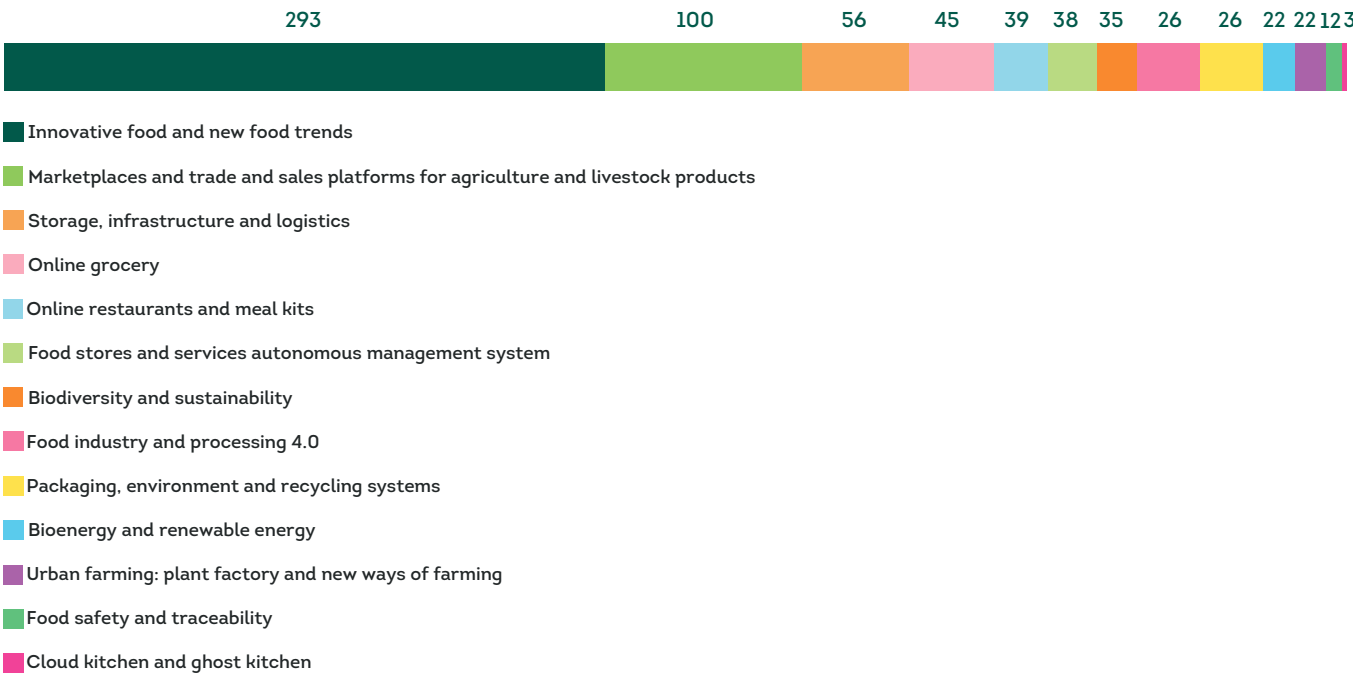 293 100 56 45 39 38 35 26 26 22 22 12 3
Innovative food and new food trends
Marketplaces and trade and sales platforms for agriculture and livestock products
Storage, infrastructure and logistics
Online grocery
Online restaurants and meal kits
Food stores and services autonomous management system
Biodiversity and sustainability
Food industry and processing 4.0
Packaging, environment and recycling systems
Bioenergy and renewable energy
Urban farming: plant factory and new ways of farming
Food safety and traceability
Cloud kitchen and ghost kitchen